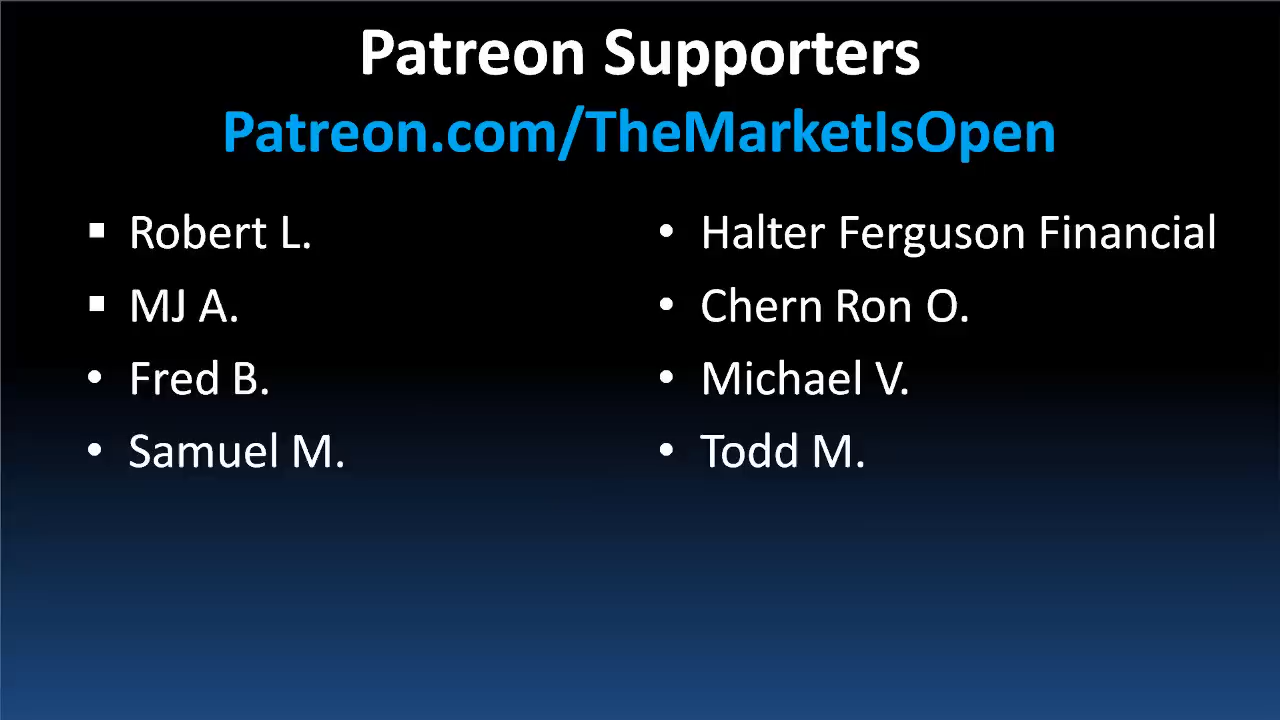 Patreon Supporters
Patreon.com/TheMarketIsOpen
▪ Robert L.
▪ MJ A.
• Fred B.
• Samuel M.
• Halter Ferguson Financial
• Chern Ron O.
• Michael V.
• Todd M.